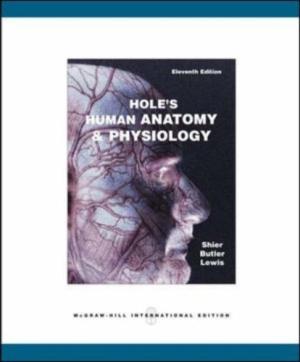 Eleventh Edition
HOLE'S
HUMAN ANATOMY
& PHYSIOLOGY
Shier
Butler
Lewis
McGRAW-HILL INTERNATIONAL EDITION